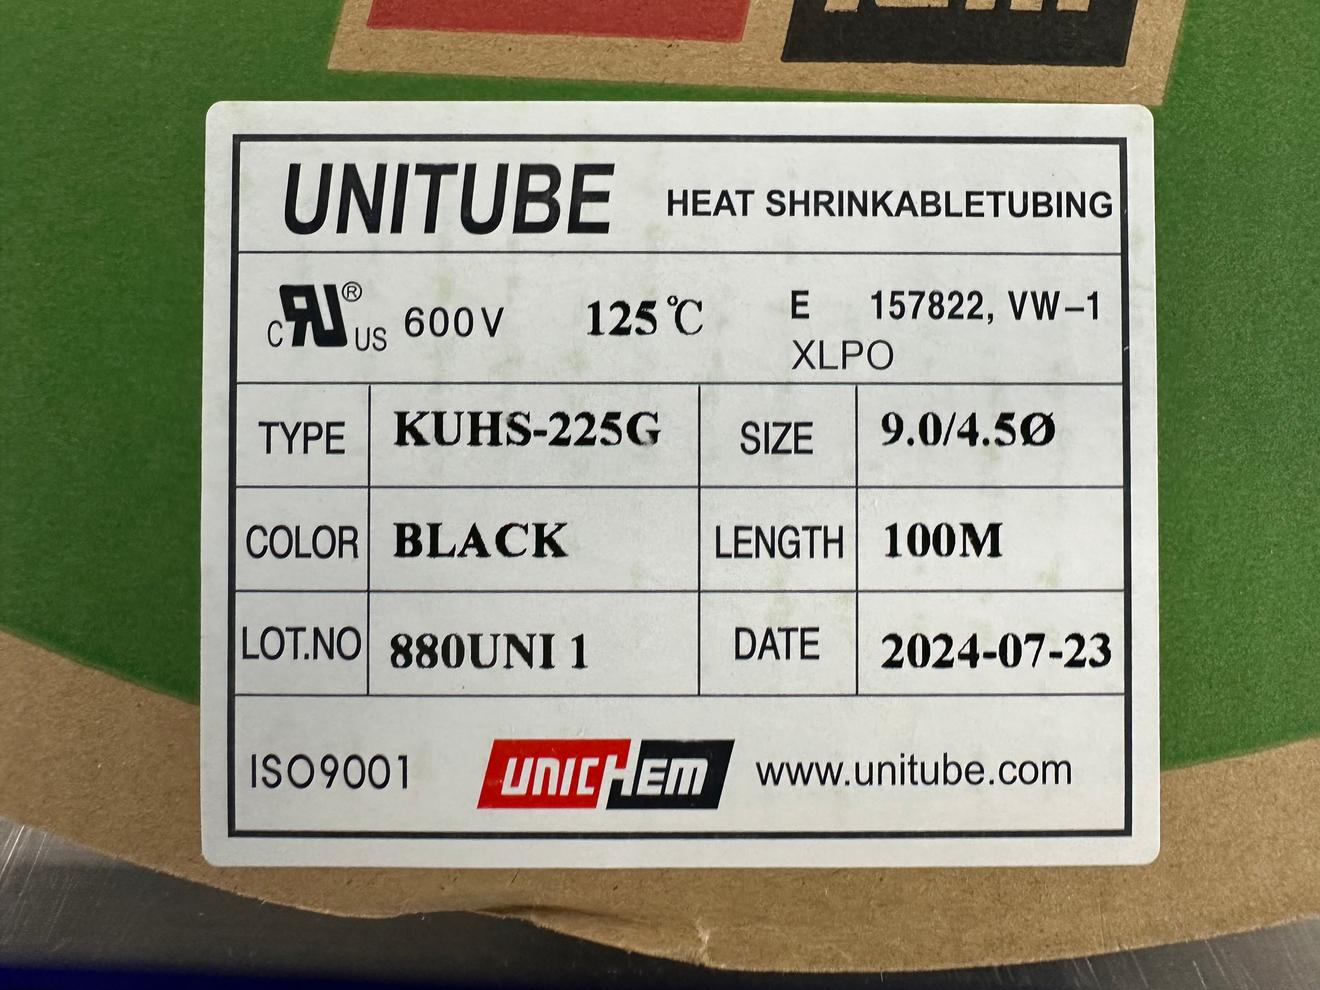 UNITUBE HEAT SHRINKABLETUBING
c RU ® US 600V 125℃ E 157822, VW-1
XLPO
TYPE KUHS-225G SIZE 9.0/4.5Ø
COLOR BLACK LENGTH 100M
LOT.NO 880UNI 1 DATE 2024-07-23
ISO9001 UNICHEM www.unitube.com